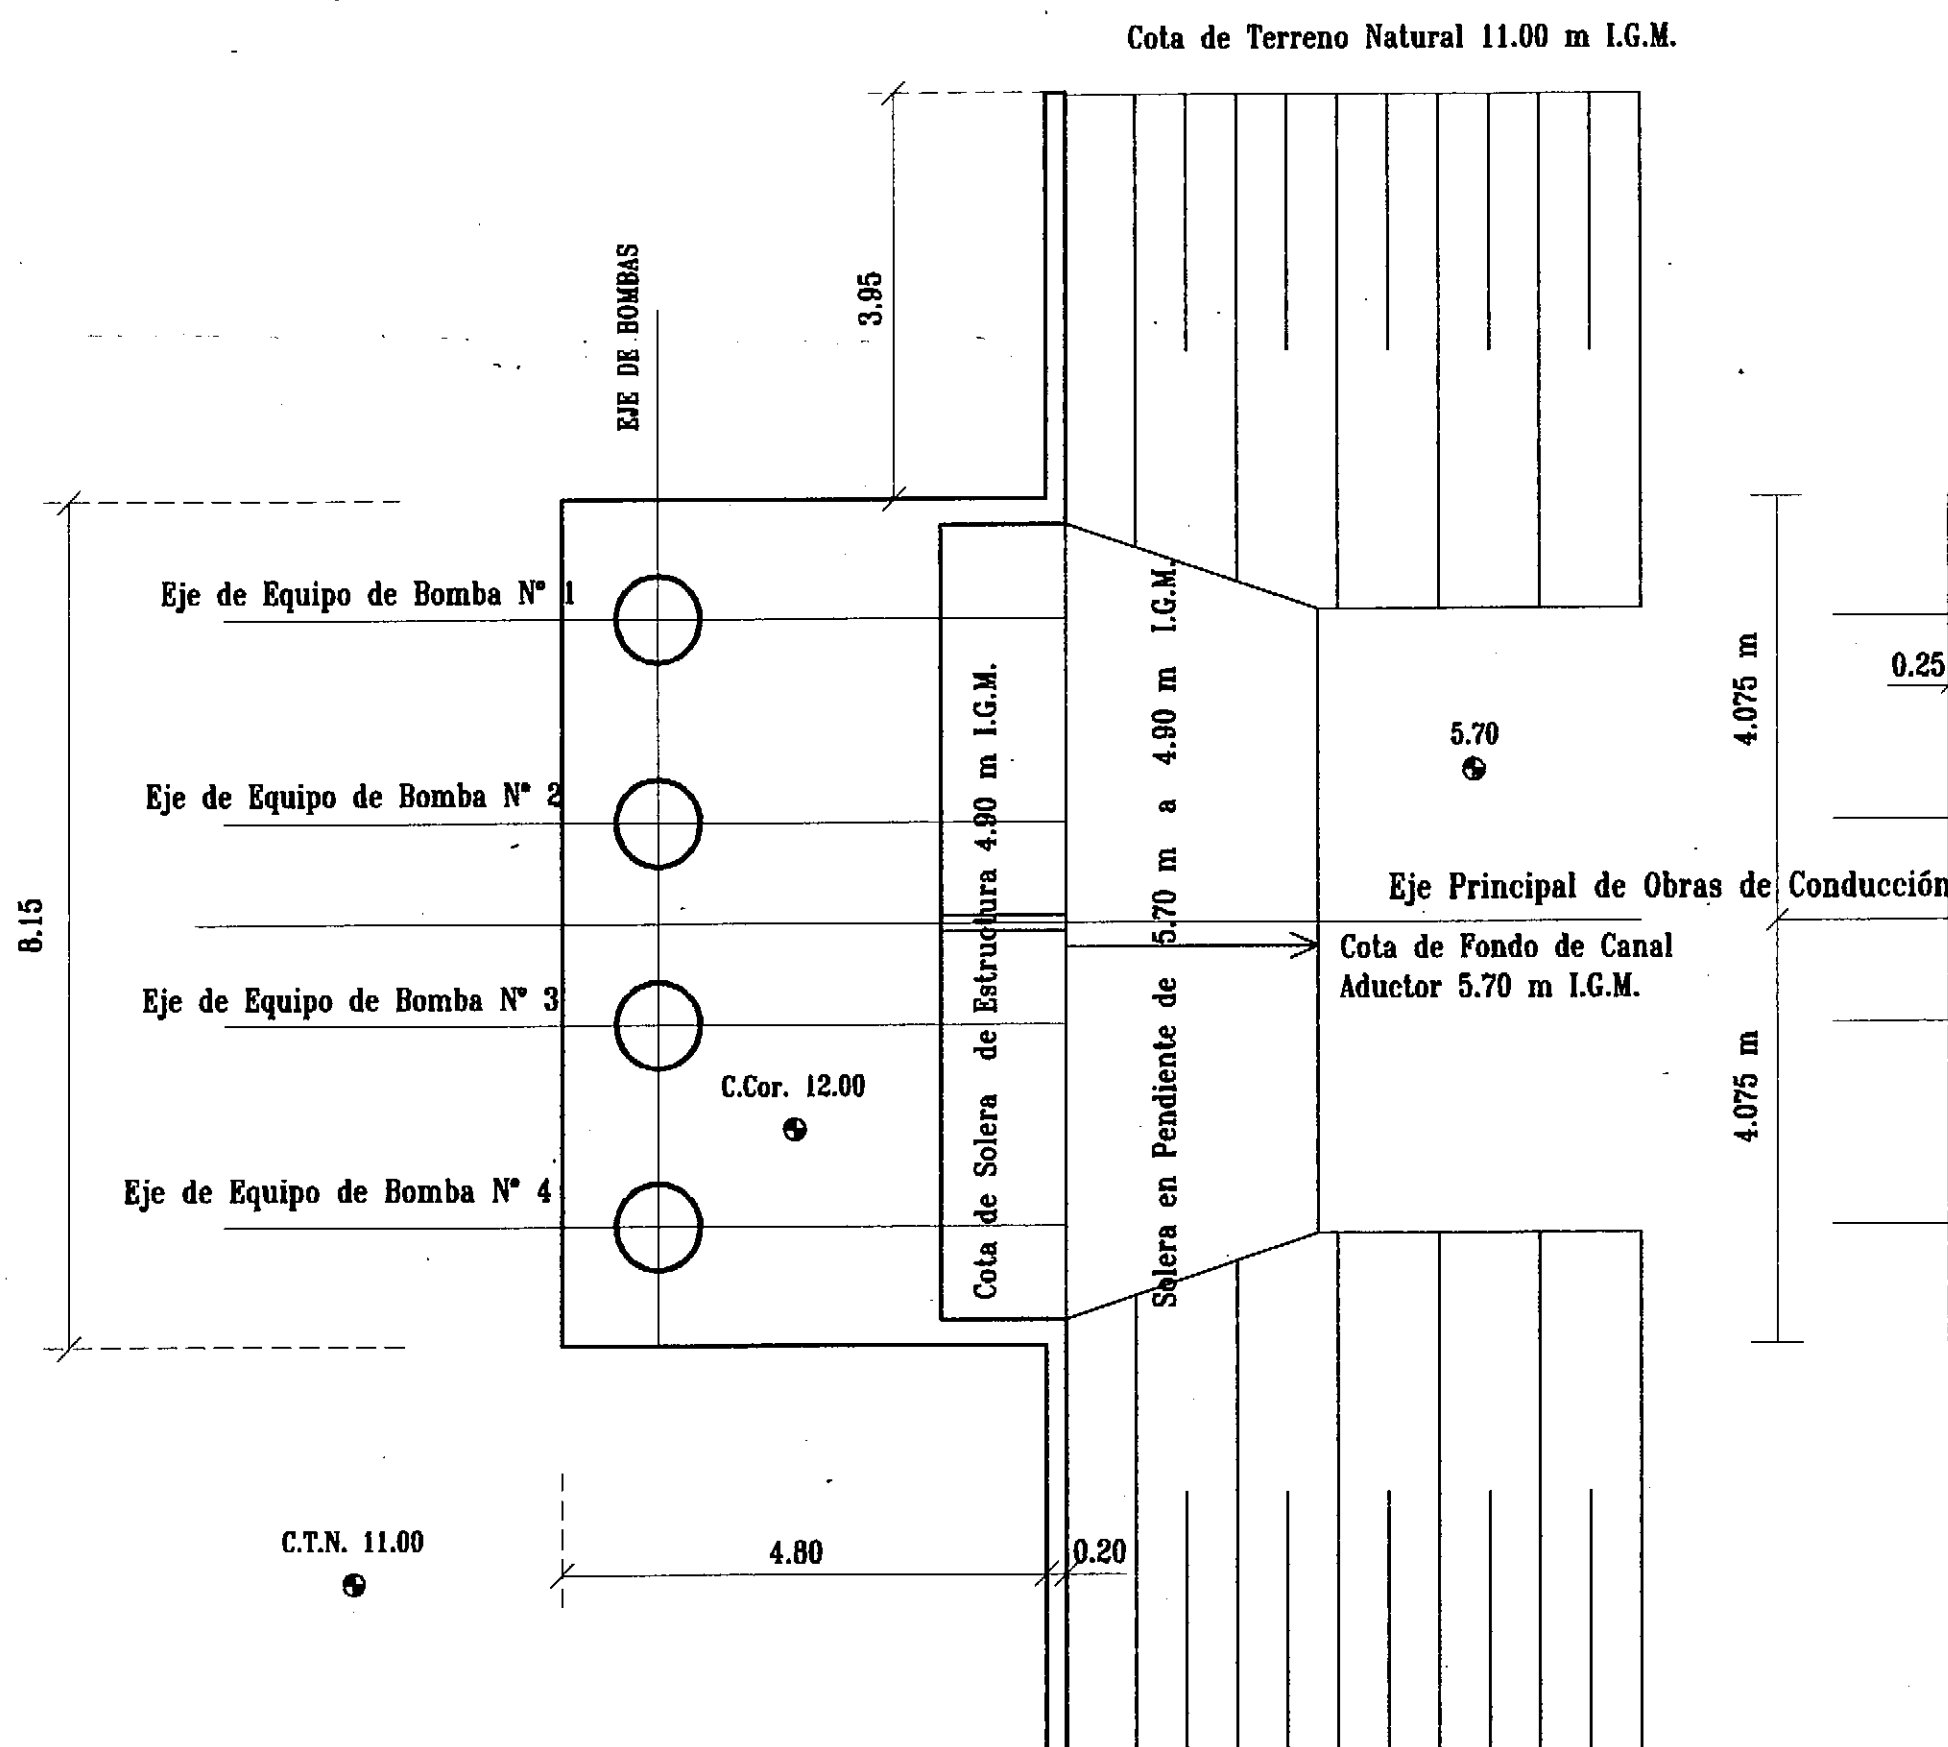 Cota de Terreno Natural 11.00 m I.G.M.
EJE DE BOMBAS
3.95
Eje de Equipo de Bomba N° 1
4.075 m
0.25
5.70
Eje de Equipo de Bomba N° 2
Cota de Solera de Estructura 4.90 m I.G.M.
Solera en Pendiente de 5.70 m a 4.90 m I.G.M.
Eje Principal de Obras de Conducción
8.15
Cota de Fondo de Canal
Aductor 5.70 m I.G.M.
Eje de Equipo de Bomba N° 3
4.075 m
C.Cor. 12.00
Eje de Equipo de Bomba N° 4
C.T.N. 11.00
4.80
0.20